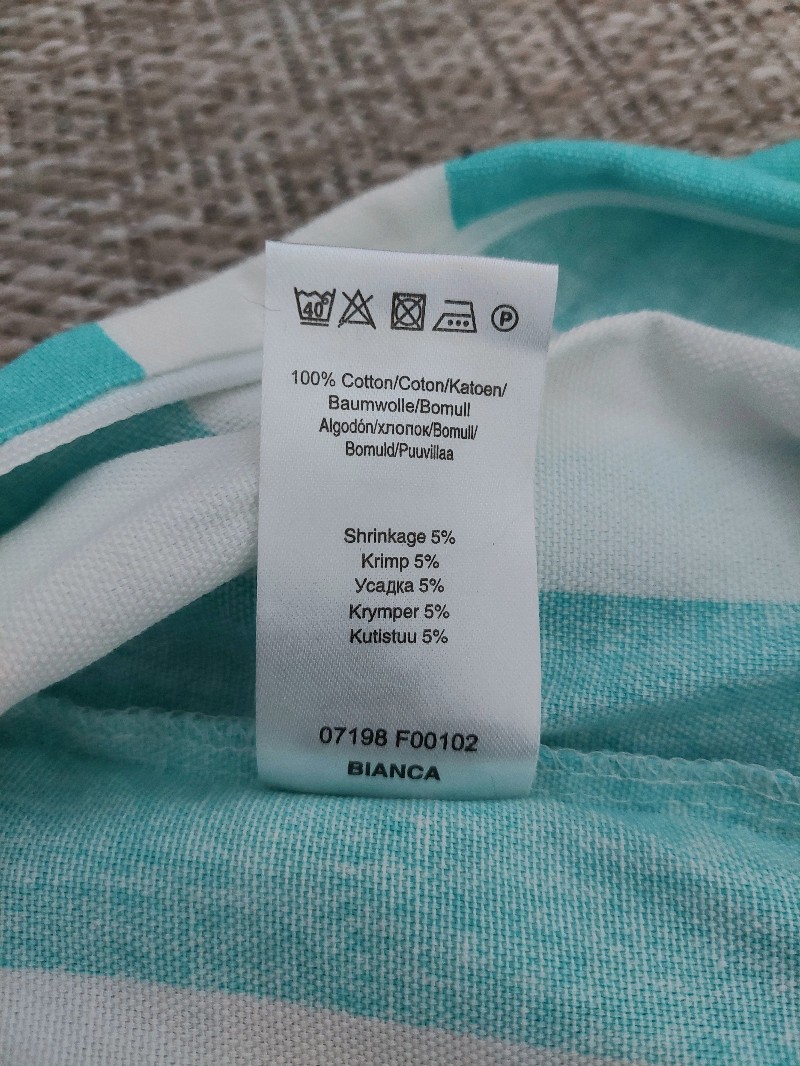 40°
P
100% Cotton/Coton/Katoen/
Baumwolle/Bomull
Algodón/хлопок/Bomull/
Bomuld/Puuvillaa
Shrinkage 5%
Krimp 5%
Усадка 5%
Krymper 5%
Kutistuu 5%
07198 F00102
BIANCA